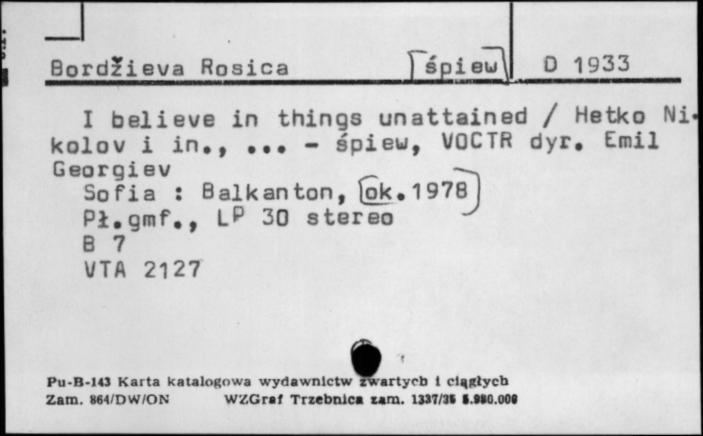 Bordžieva Rosica [śpiew] D 1933
I believe in things unattained / Hetko Ni-
kolov i in., ... - śpiew, VOCTR dyr. Emil
Georgiev
Sofia : Balkanton, [ok.1978]
Pł.gmf., LP 30 stereo
B 7
VTA 2127
Pu-B-143 Karta katalogowa wydawnictw zwartych i ciągłych
Zam. 864/DW/ON WZGraf Trzebnica zam. 1337/35 5.980.000